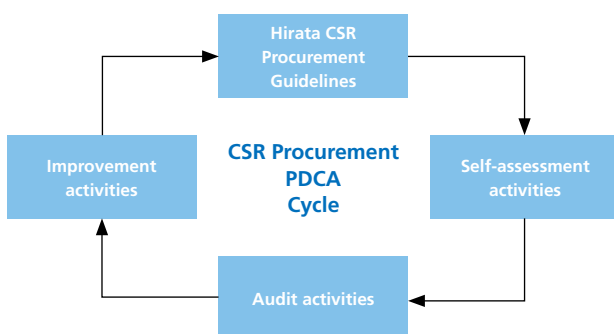 Hirata CSR
Procurement
Guidelines
Improvement
activities
CSR Procurement
PDCA
Cycle
Self-assessment
activities
Audit activities